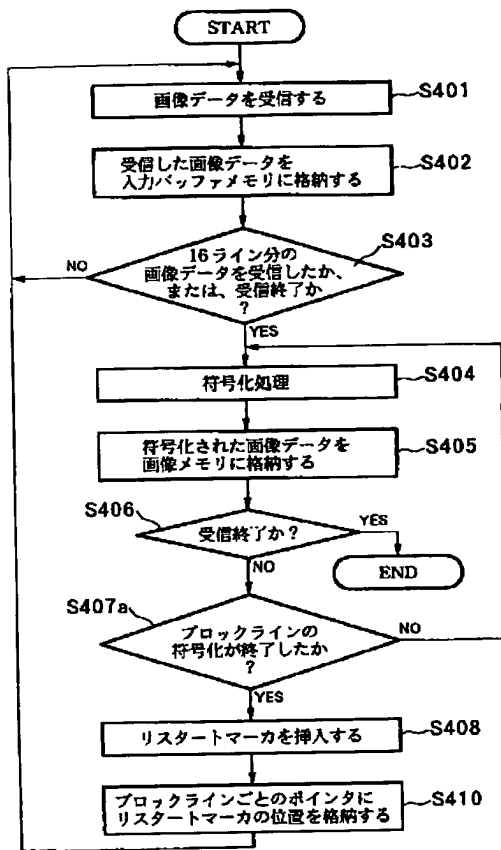 START
画像データを受信する
S401
受信した画像データを
入力バッファメモリに格納する
S402
16ライン分の
画像データを受信したか、
または、受信終了か
?
S403
NO
YES
符号化処理
S404
符号化された画像データを
画像メモリに格納する
S405
S406
受信終了か?
YES
END
NO
S407a
ブロックラインの
符号化が終了したか
?
NO
YES
リスタートマーカを挿入する
S408
ブロックラインごとのポインタに
リスタートマーカの位置を格納する
S410